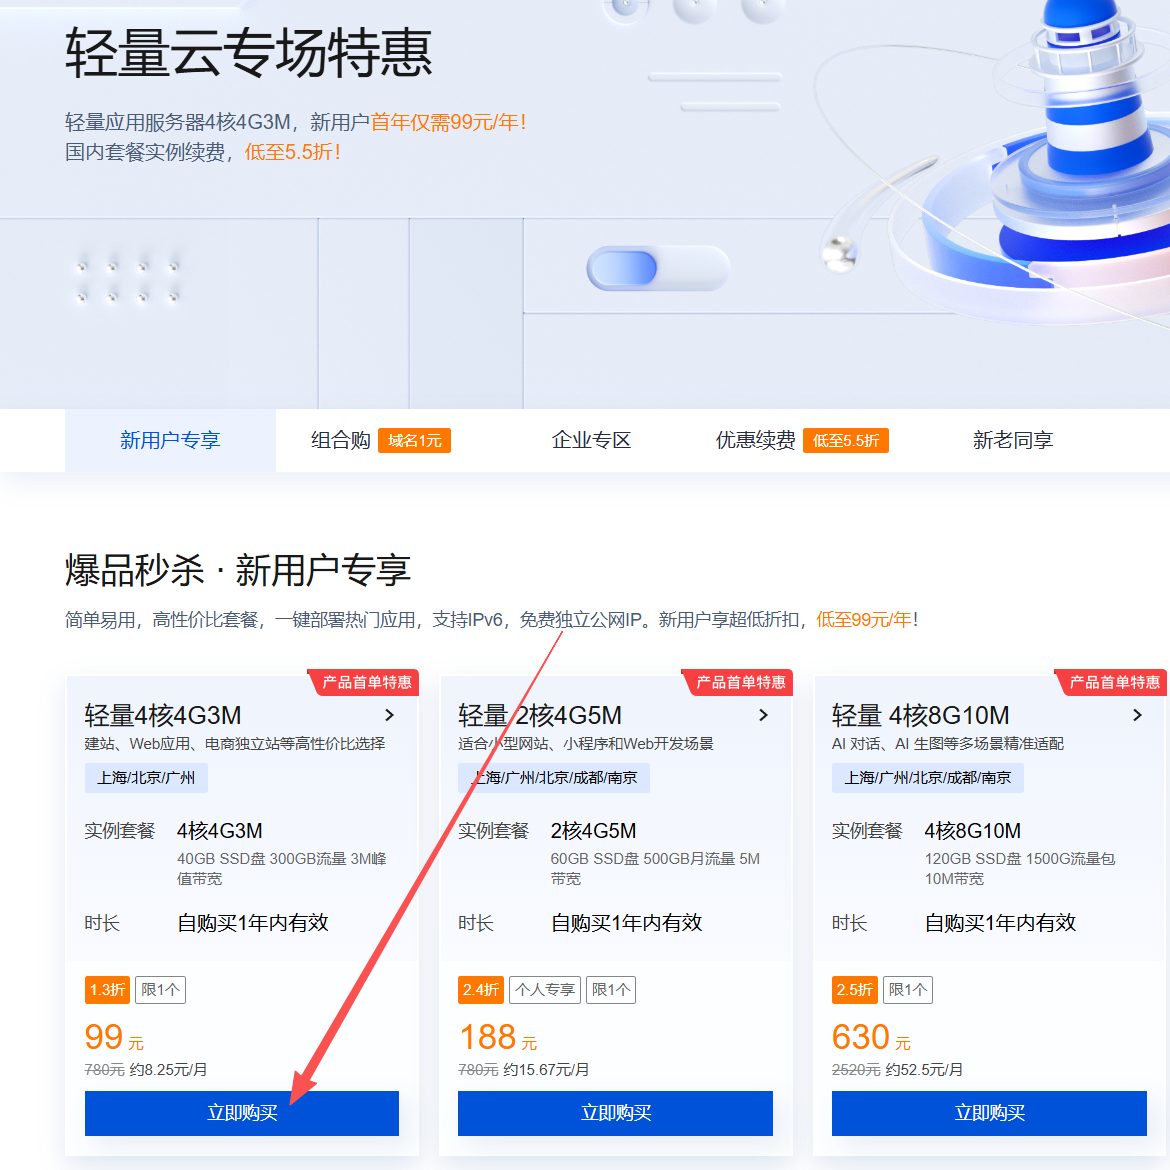 轻量云专场特惠
轻量应用服务器4核4G3M，新用户首年仅需99元/年！
国内套餐实例续费，低至5.5折！
新用户专享
组合购 域名1元
企业专区
优惠续费 低至5.5折
新老同享
爆品秒杀 · 新用户专享
简单易用，高性价比套餐，一键部署热门应用，支持IPv6，免费独立公网IP。新用户享超低折扣，低至99元/年！
产品首单特惠
轻量4核4G3M
建站、Web应用、电商独立站等高性价比选择
上海/北京/广州
实例套餐 4核4G3M
40GB SSD盘 300GB流量 3M峰
值带宽
时长 自购买1年内有效
1.3折 限1个
99 元
780元 约8.25元/月
立即购买
产品首单特惠
轻量 2核4G5M
适合小型网站、小程序和Web开发场景
上海/广州/北京/成都/南京
实例套餐 2核4G5M
60GB SSD盘 500GB月流量 5M
带宽
时长 自购买1年内有效
2.4折 个人专享 限1个
188 元
780元 约15.67元/月
立即购买
产品首单特惠
轻量 4核8G10M
AI 对话、AI 生图等多场景精准适配
上海/广州/北京/成都/南京
实例套餐 4核8G10M
120GB SSD盘 1500G流量包
10M带宽
时长 自购买1年内有效
2.5折 限1个
630 元
2520元 约52.5元/月
立即购买